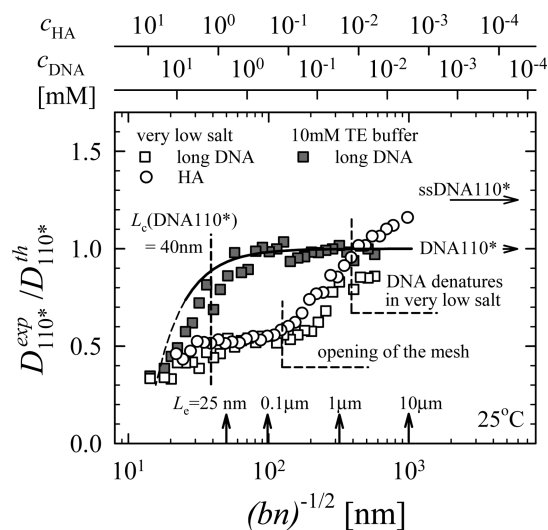 c_HA 10^1 10^0 10^-1 10^-2 10^-3 10^-4
c_DNA 10^1 10^0 10^-1 10^-2 10^-3 10^-4
[mM]
very low salt 10mM TE buffer
long DNA long DNA
HA
ssDNA110*
L_c(DNA110*)
= 40nm
DNA110*
DNA denatures
in very low salt
opening of the mesh
L_e=25 nm 0.1μm 1μm 10μm
25°C
D^exp_110* / D^th_110*
1.5
1.0
0.5
0.0
10^1 10^2 10^3
(bn)^-1/2 [nm]